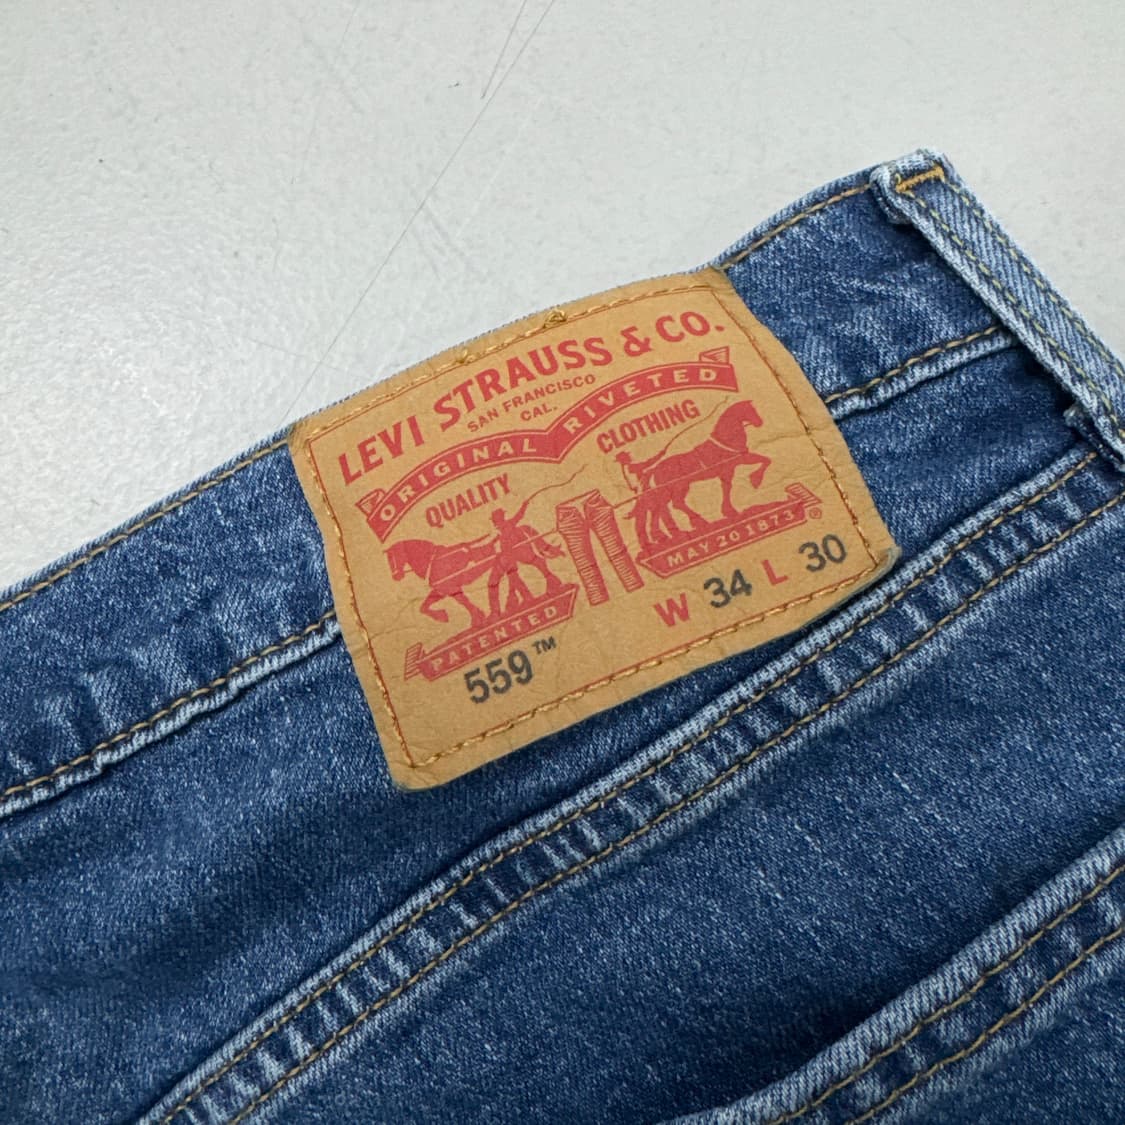 LEVI STRAUSS & CO.
SAN FRANCISCO
CAL.
ORIGINAL RIVETED
QUALITY CLOTHING
PATENTED MAY 20 1873 ®
559™ W 34 L 30